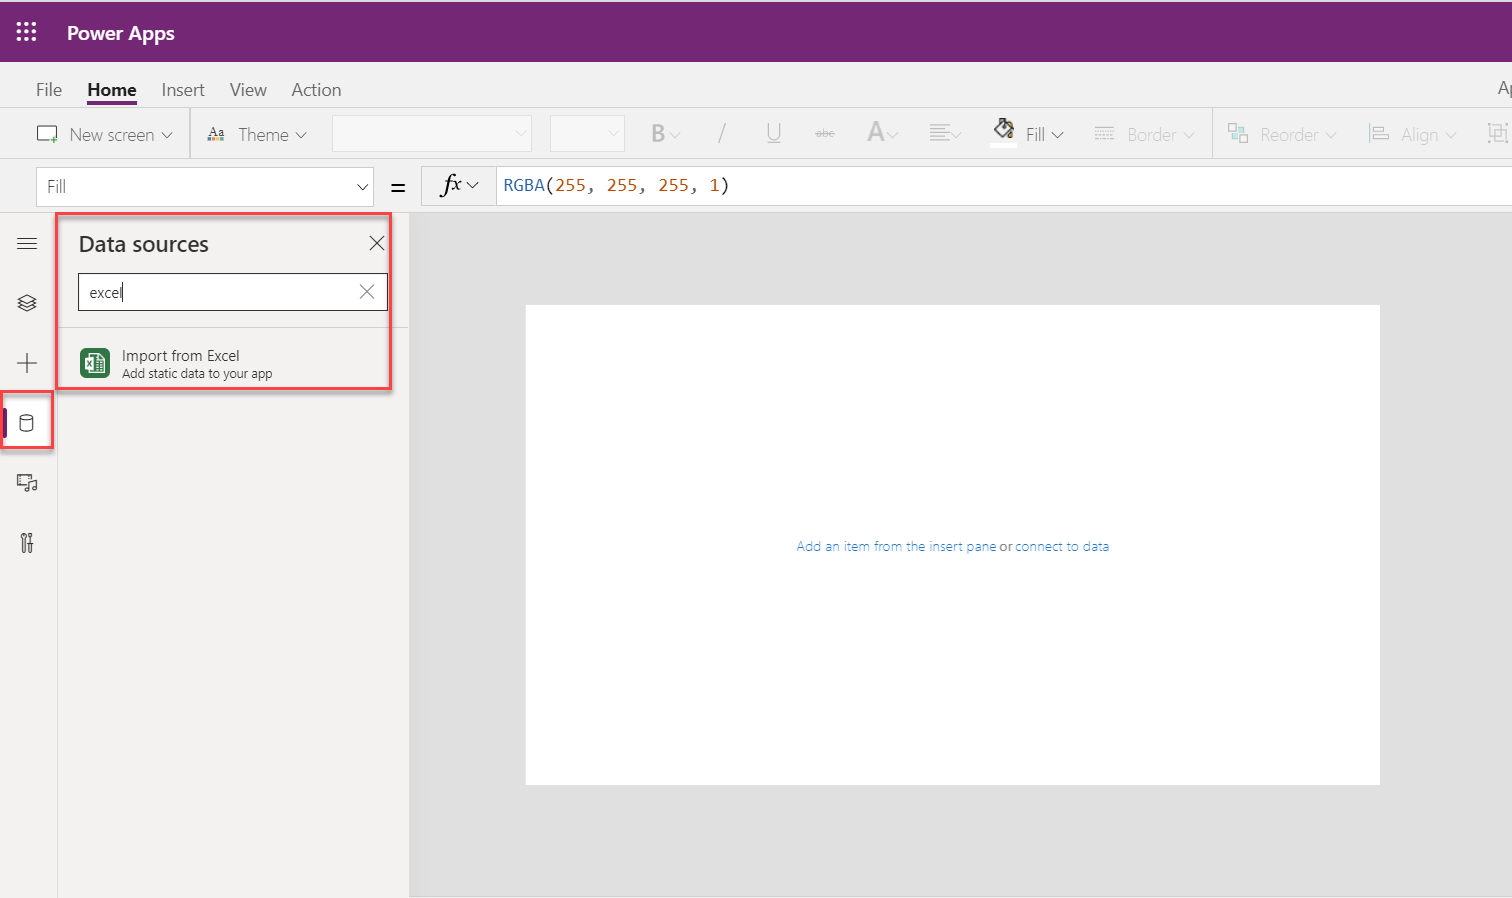 Power Apps
File Home Insert View Action Ap
New screen Aa Theme B / U abc A Fill Border Reorder Align
Fill = fx RGBA(255, 255, 255, 1)
Data sources
excel
Import from Excel
Add static data to your app
Add an item from the insert pane or connect to data